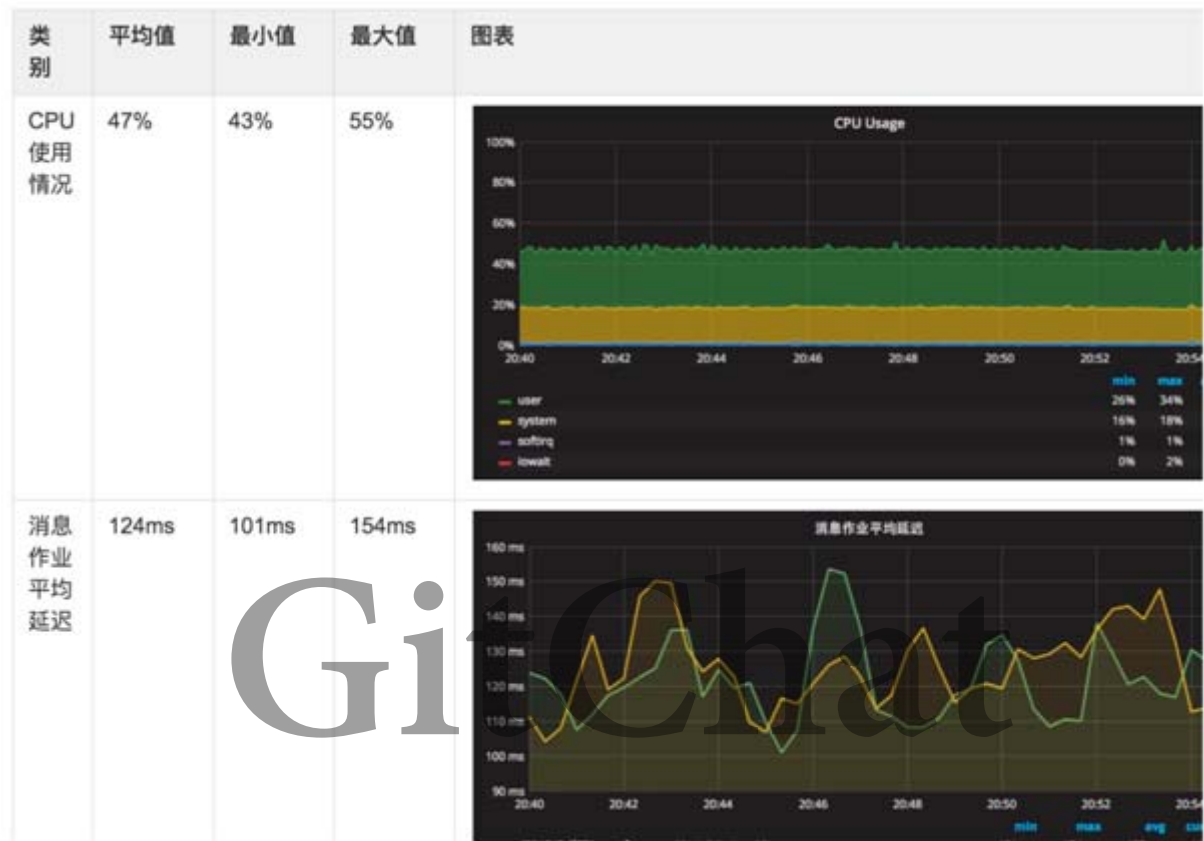 类
别
平均值
最小值
最大值
图表
CPU
使用
情况
47%
43%
55%
CPU Usage
100%
80%
60%
40%
20%
0%
20:40 20:42 20:44 20:46 20:48 20:50 20:52 20:54
min max
user 26% 34%
system 16% 18%
softirq 1% 1%
iowait 0% 2%
消息
作业
平均
延迟
124ms
101ms
154ms
消息作业平均延迟
160 ms
150 ms
140 ms
130 ms
120 ms
110 ms
100 ms
90 ms
20:40 20:42 20:44 20:46 20:48 20:50 20:52 20:54
min max avg
GitChat